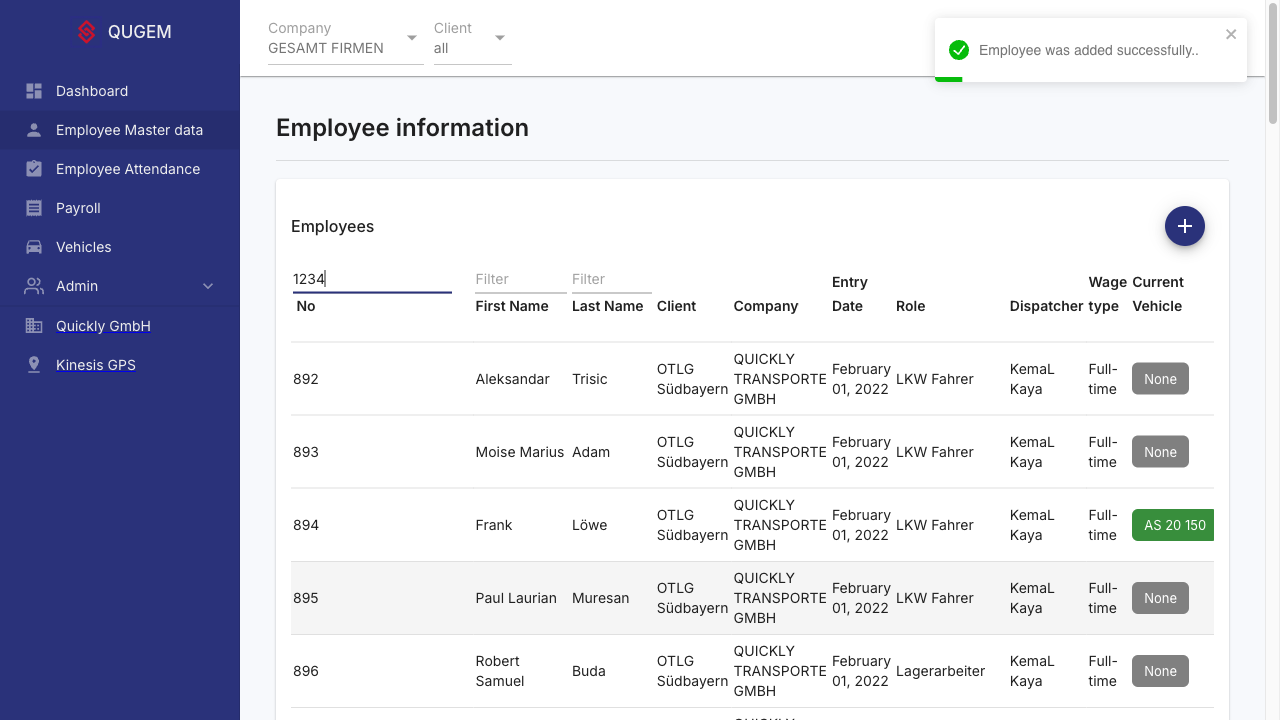 QUGEM
Dashboard
Employee Master data
Employee Attendance
Payroll
Vehicles
Admin
Quickly GmbH
Kinesis GPS
Company
GESAMT FIRMEN
Client
all
Employee was added successfully..
Employee information
Employees
1234
Filter
Filter
No
First Name
Last Name
Client
Company
Entry
Date
Role
Dispatcher
Wage
type
Current
Vehicle
892
Aleksandar
Trisic
OTLG
Südbayern
QUICKLY
TRANSPORTE
GMBH
February
01, 2022
LKW Fahrer
KemaL
Kaya
Full-
time
None
893
Moise Marius
Adam
OTLG
Südbayern
QUICKLY
TRANSPORTE
GMBH
February
01, 2022
LKW Fahrer
KemaL
Kaya
Full-
time
None
894
Frank
Löwe
OTLG
Südbayern
QUICKLY
TRANSPORTE
GMBH
February
01, 2022
LKW Fahrer
KemaL
Kaya
Full-
time
AS 20 150
895
Paul Laurian
Muresan
OTLG
Südbayern
QUICKLY
TRANSPORTE
GMBH
February
01, 2022
LKW Fahrer
KemaL
Kaya
Full-
time
None
896
Robert
Samuel
Buda
OTLG
Südbayern
QUICKLY
TRANSPORTE
GMBH
February
01, 2022
Lagerarbeiter
KemaL
Kaya
Full-
time
None